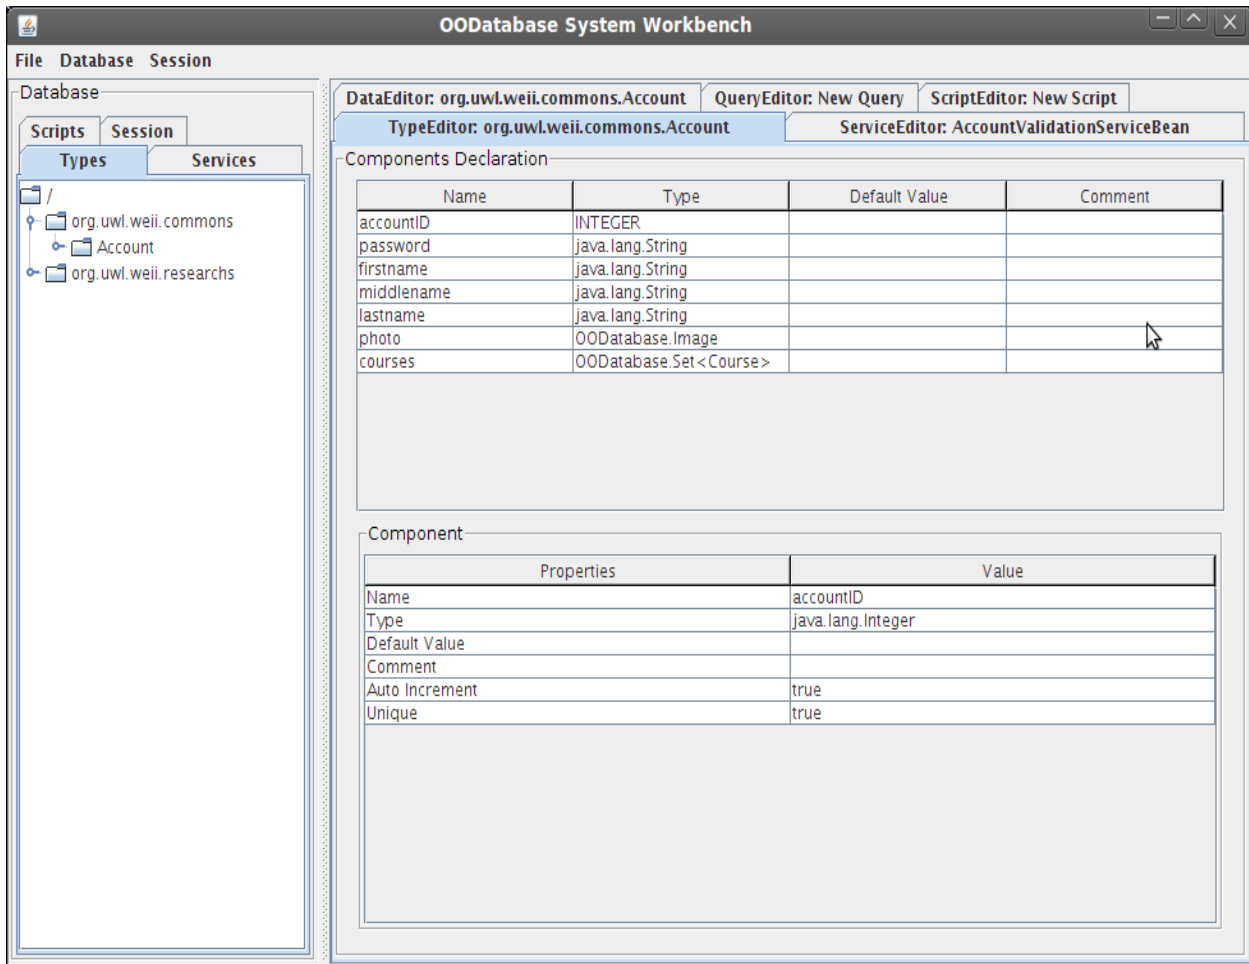 OODatabase System Workbench
File Database Session
Database
Scripts Session
Types Services
/
org.uwl.weii.commons
Account
org.uwl.weii.researchs
DataEditor: org.uwl.weii.commons.Account QueryEditor: New Query ScriptEditor: New Script
TypeEditor: org.uwl.weii.commons.Account ServiceEditor: AccountValidationServiceBean
Components Declaration
Name Type Default Value Comment
accountID INTEGER
password java.lang.String
firstname java.lang.String
middlename java.lang.String
lastname java.lang.String
photo OODatabase.Image
courses OODatabase.Set<Course>
Component
Properties Value
Name accountID
Type java.lang.Integer
Default Value
Comment
Auto Increment true
Unique true